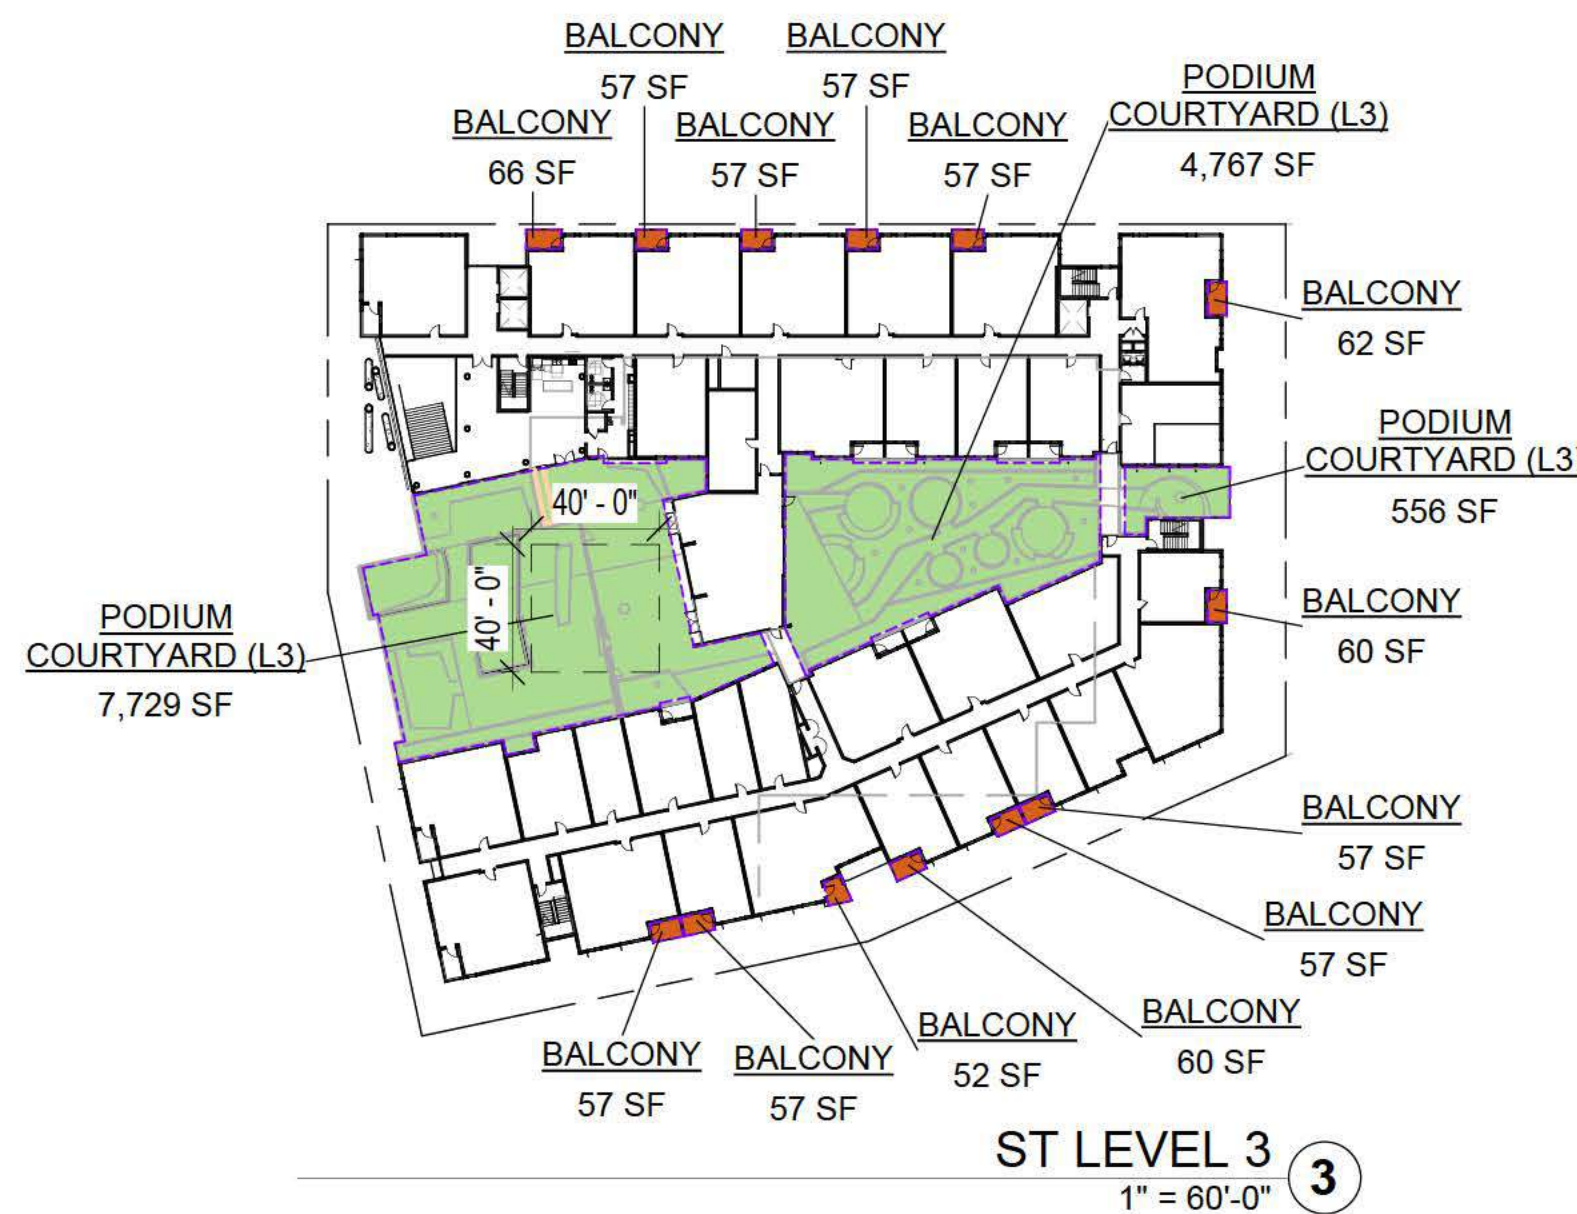 BALCONY
57 SF
BALCONY
57 SF
PODIUM
COURTYARD (L3)
4,767 SF
BALCONY
66 SF
BALCONY
57 SF
BALCONY
57 SF
BALCONY
62 SF
PODIUM
COURTYARD (L3)
556 SF
40' - 0"
40' - 0"
PODIUM
COURTYARD (L3)
7,729 SF
BALCONY
60 SF
BALCONY
57 SF
BALCONY
57 SF
BALCONY
60 SF
BALCONY
52 SF
BALCONY
57 SF
BALCONY
57 SF
ST LEVEL 3
1" = 60'-0"
3